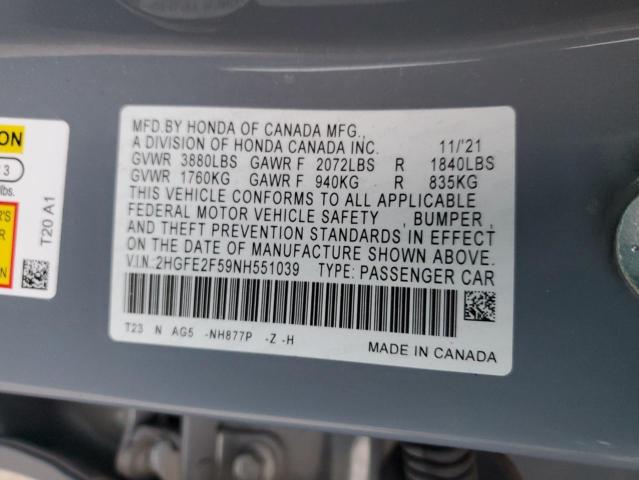 MFD.BY HONDA OF CANADA MFG.,
A DIVISION OF HONDA CANADA INC. 11/'21
GVWR 3880LBS GAWR F 2072LBS R 1840LBS
GVWR 1760KG GAWR F 940KG R 835KG
THIS VEHICLE CONFORMS TO ALL APPLICABLE
FEDERAL MOTOR VEHICLE SAFETY , BUMPER ,
AND THEFT PREVENTION STANDARDS IN EFFECT
ON THE DATE OF MANUFACTURE SHOWN ABOVE.
V.I.N.:2HGFE2F59NH551039 TYPE: PASSENGER CAR
T23 N AG5 -NH877P -Z -H
MADE IN CANADA
ON
3
lbs.
'S
R
T20 A1